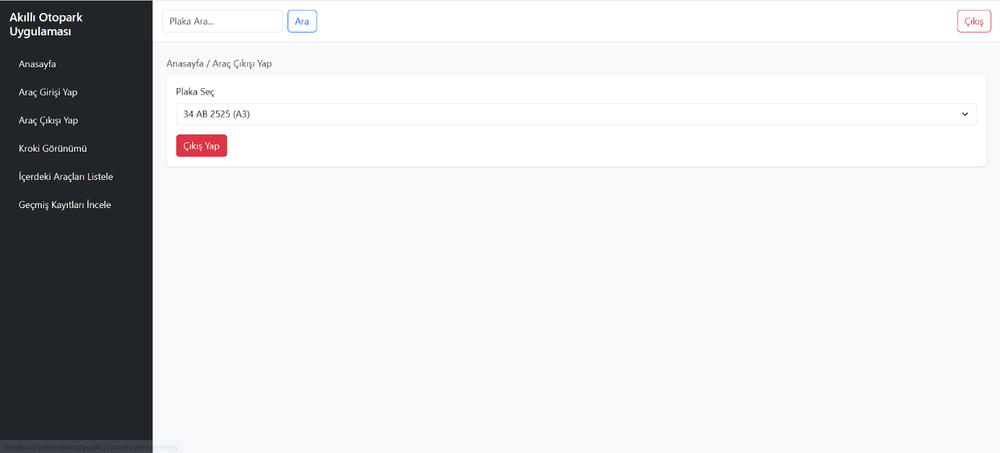 Akıllı Otopark
Uygulaması
Plaka Ara...
Ara
Çıkış
Anasayfa
Araç Girişi Yap
Araç Çıkışı Yap
Kroki Görünümü
İçerdeki Araçları Listele
Geçmiş Kayıtları İncele
Anasayfa / Araç Çıkışı Yap
Plaka Seç
34 AB 2525 (A3)
Çıkış Yap
localhost/sistemdemo/public/?route=vehicle-entry